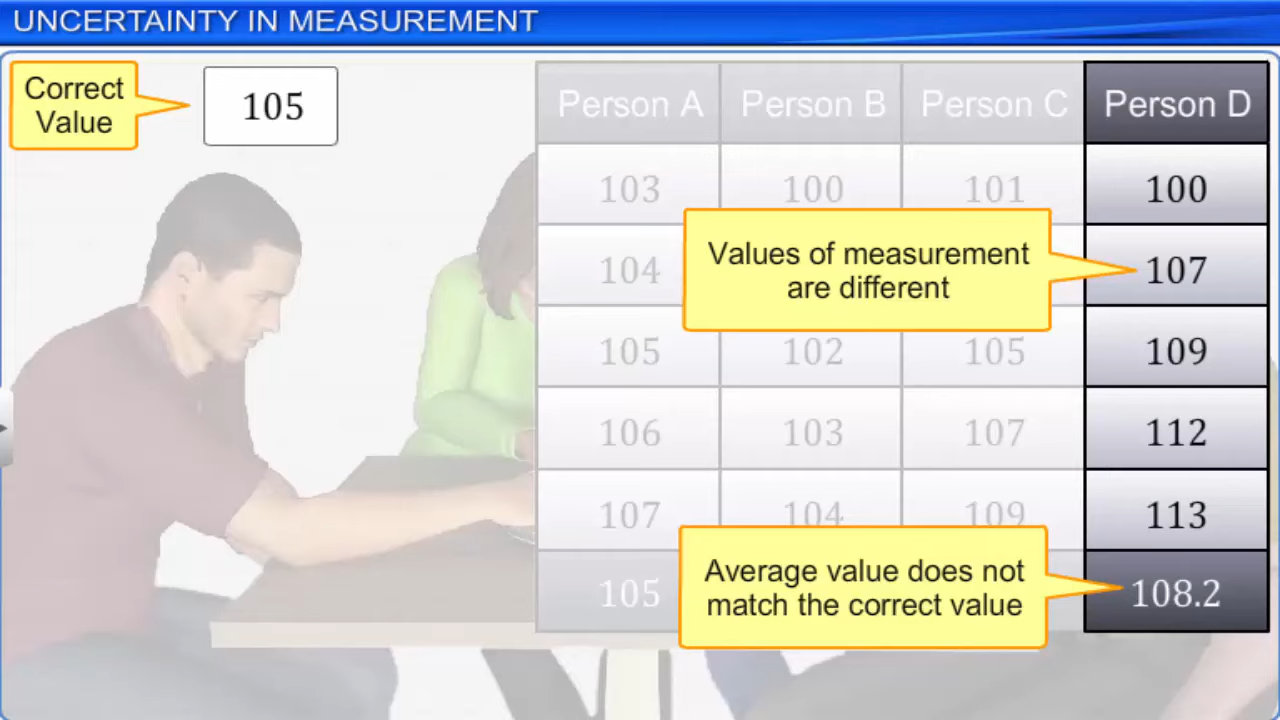 UNCERTAINTY IN MEASUREMENT
Correct
Value
105
Person A Person B Person C Person D
103 100 101 100
104 107
Values of measurement
are different
105 102 105 109
106 103 107 112
107 104 109 113
105 108.2
Average value does not
match the correct value